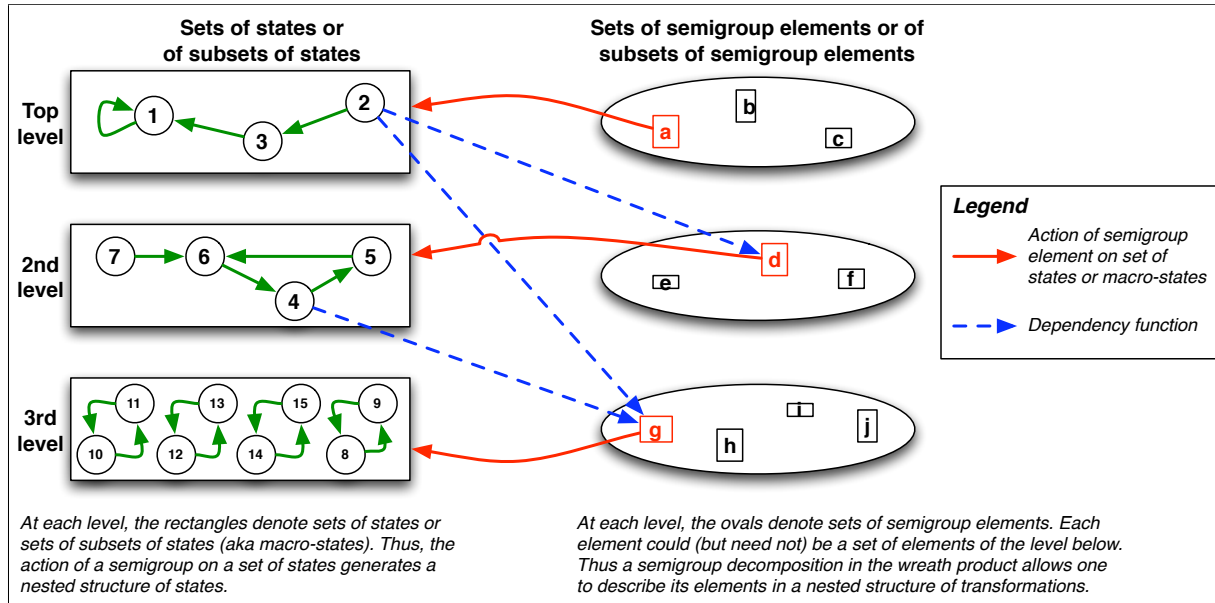 Sets of states or
of subsets of states
Sets of semigroup elements or of
subsets of semigroup elements
Top
level
1
3
2
a
b
c
2nd
level
7
6
5
4
d
e
f
Legend
Action of semigroup
element on set of
states or macro-states
Dependency function
3rd
level
11
13
15
9
10
12
14
8
g
h
i
j
At each level, the rectangles denote sets of states or
sets of subsets of states (aka macro-states). Thus, the
action of a semigroup on a set of states generates a
nested structure of states.
At each level, the ovals denote sets of semigroup elements. Each
element could (but need not) be a set of elements of the level below.
Thus a semigroup decomposition in the wreath product allows one
to describe its elements in a nested structure of transformations.